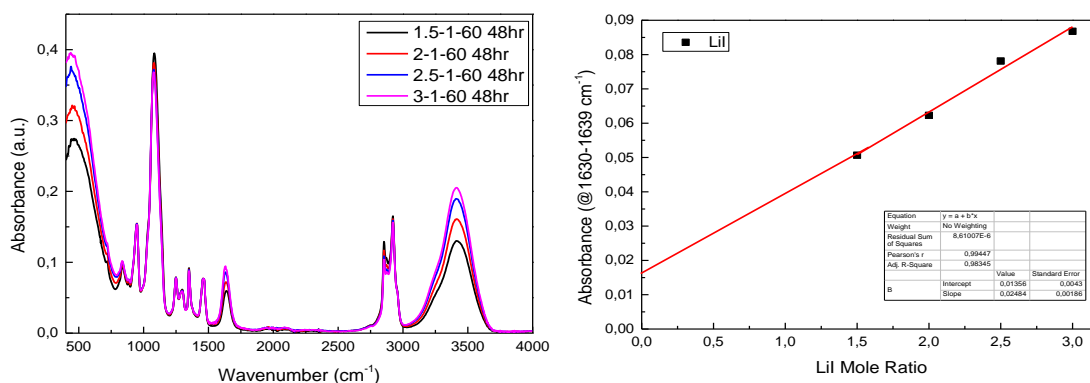 1.5-1-60 48hr
2-1-60 48hr
2.5-1-60 48hr
3-1-60 48hr
Absorbance (a.u.)
0,4
0,3
0,2
0,1
0,0
500 1000 1500 2000 2500 3000 3500 4000
Wavenumber (cm-1)
LiI
Absorbance (@1630-1639 cm-1)
0,09
0,08
0,07
0,06
0,05
0,04
0,03
0,02
0,01
0,00
0,0 0,5 1,0 1,5 2,0 2,5 3,0
LiI Mole Ratio
Equation y = a + b*x
Weight No Weighting
Residual Sum of Squares 8,61007E-6
Pearson's r 0,99447
Adj. R-Square 0,98345
Value Standard Error
B Intercept 0,01356 0,0043
Slope 0,02484 0,00186